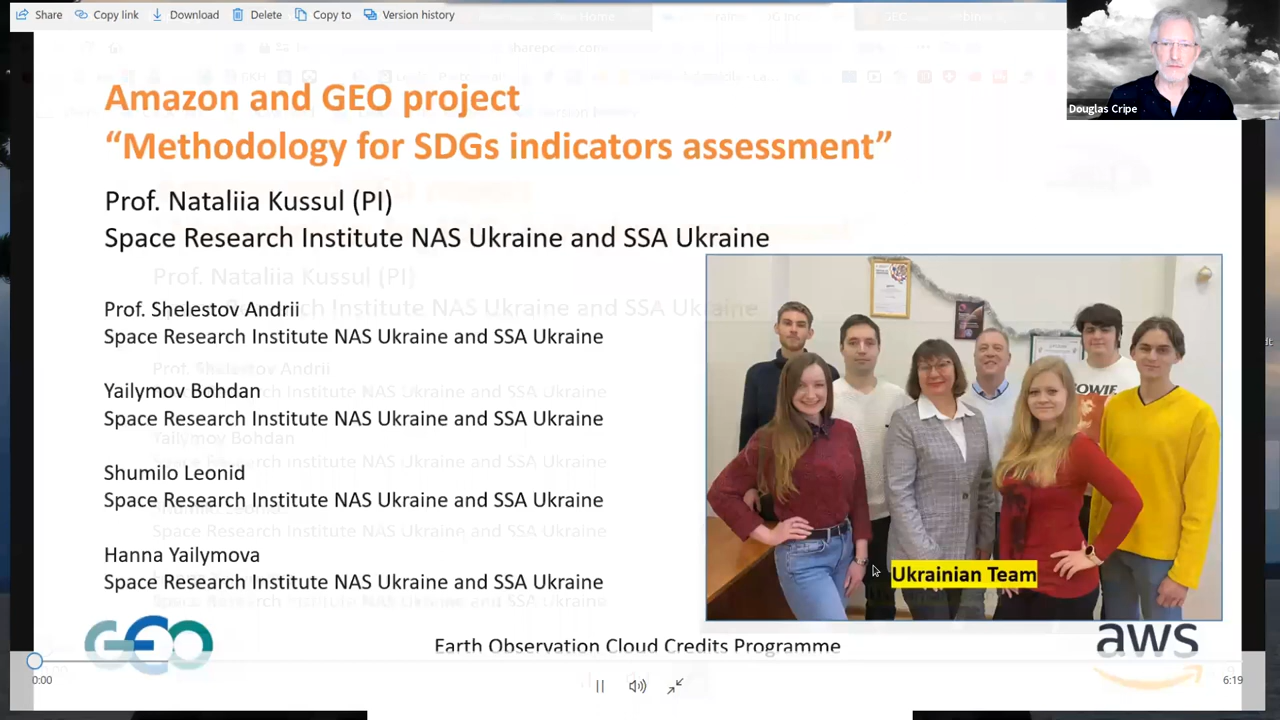 Share
Copy link
Download
Delete
Copy to
Version history
Douglas Cripe
Amazon and GEO project
“Methodology for SDGs indicators assessment”
Prof. Nataliia Kussul (PI)
Space Research Institute NAS Ukraine and SSA Ukraine
Prof. Shelestov Andrii
Space Research Institute NAS Ukraine and SSA Ukraine
Yailymov Bohdan
Space Research Institute NAS Ukraine and SSA Ukraine
Shumilo Leonid
Space Research Institute NAS Ukraine and SSA Ukraine
Hanna Yailymova
Space Research Institute NAS Ukraine and SSA Ukraine
Ukrainian Team
GEO
Earth Observation Cloud Credits Programme
aws
0:00
6:19